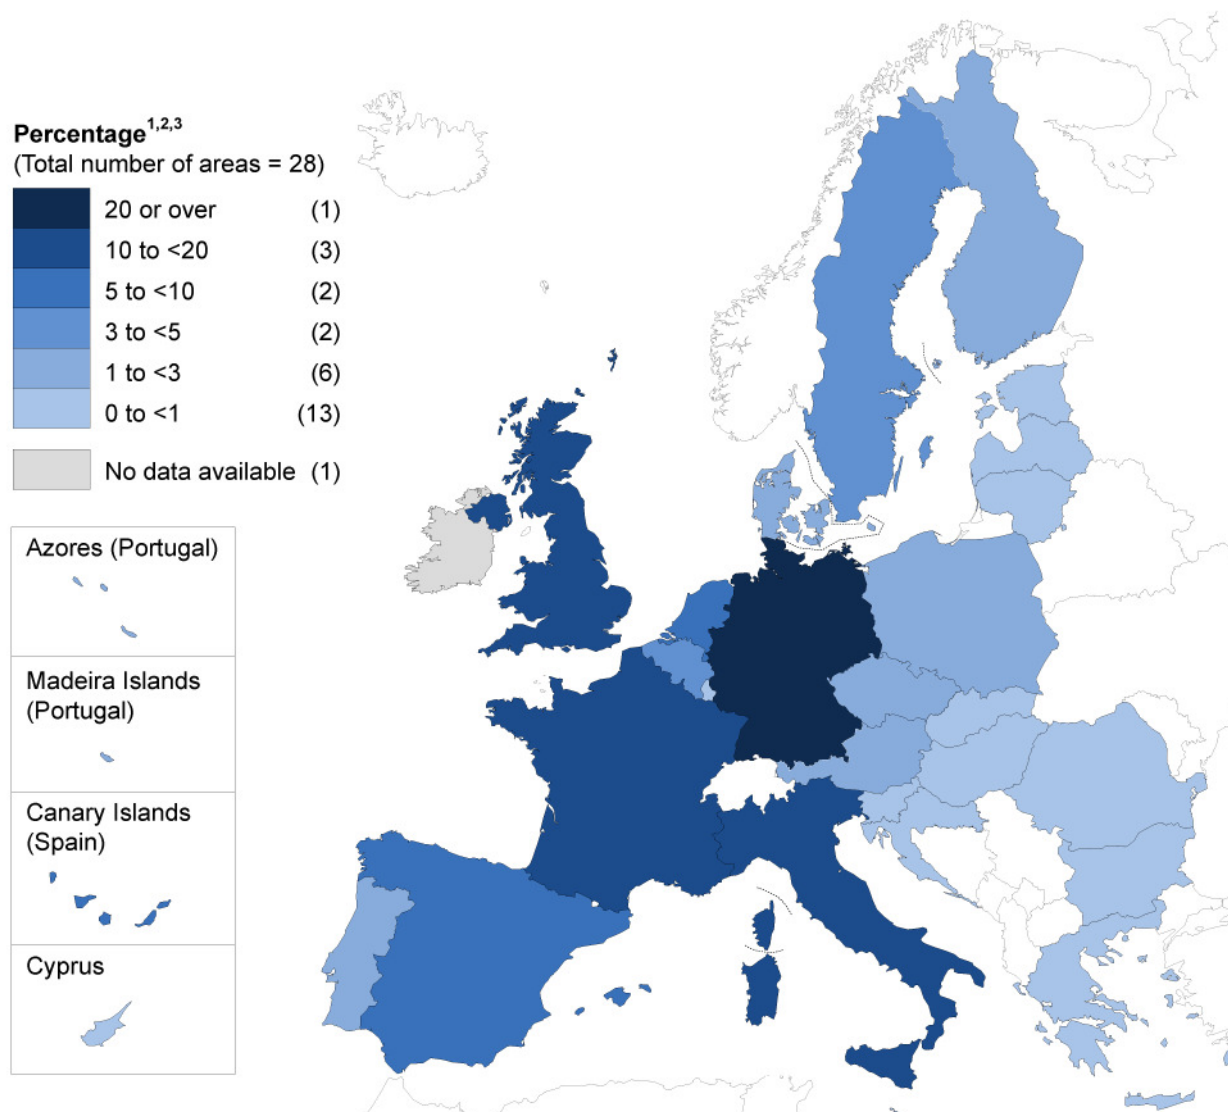 Percentage1,2,3
(Total number of areas = 28)
20 or over (1)
10 to <20 (3)
5 to <10 (2)
3 to <5 (2)
1 to <3 (6)
0 to <1 (13)
No data available (1)
Azores (Portugal)
Madeira Islands
(Portugal)
Canary Islands
(Spain)
Cyprus